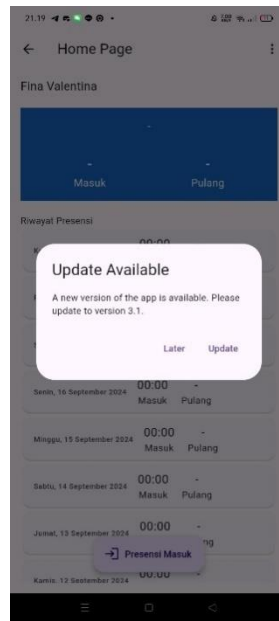 21.19
Home Page
Fina Valentina
-
- -
Masuk Pulang
Riwayat Presensi
00:00
Update Available
A new version of the app is available. Please
update to version 3.1.
Later Update
Senin, 16 September 2024 00:00 -
Masuk Pulang
Minggu, 15 September 2024 00:00 -
Masuk Pulang
Sabtu, 14 September 2024 00:00 -
Masuk Pulang
Jumat, 13 September 2024 00:00 -
Presensi Masuk
Kamis, 12 September 2024 00:00 -